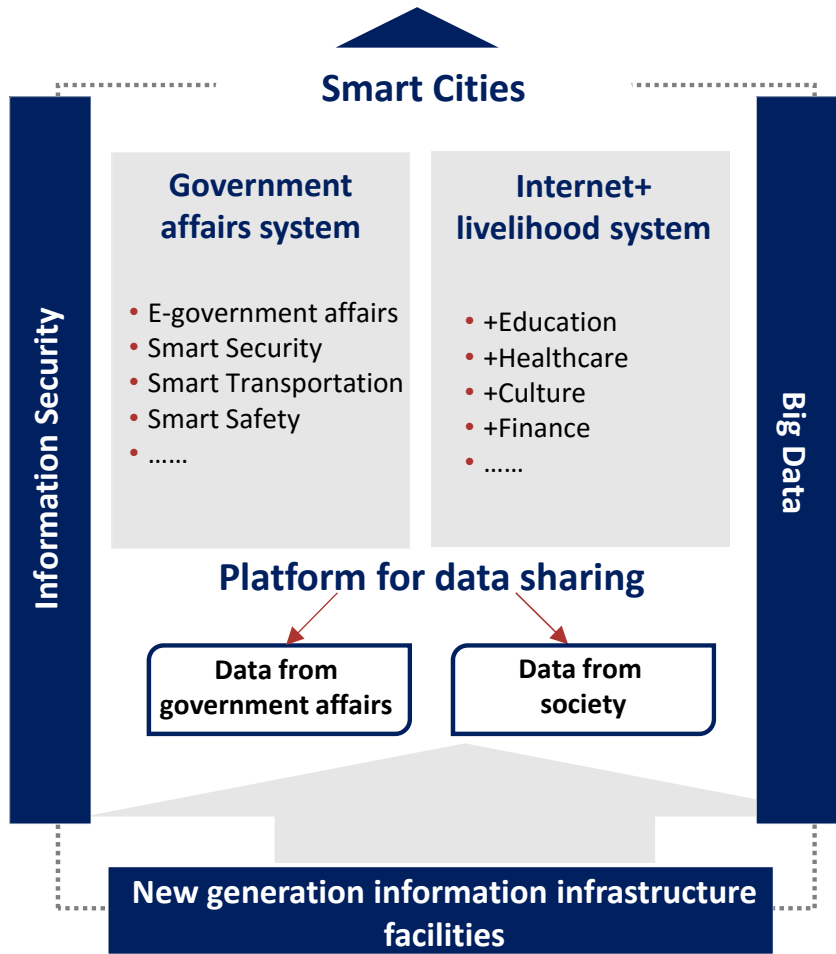 Smart Cities
Information Security
Government
affairs system
• E-government affairs
• Smart Security
• Smart Transportation
• Smart Safety
• ......
Internet+
livelihood system
• +Education
• +Healthcare
• +Culture
• +Finance
• ......
Big Data
Platform for data sharing
Data from
government affairs
Data from
society
New generation information infrastructure
facilities